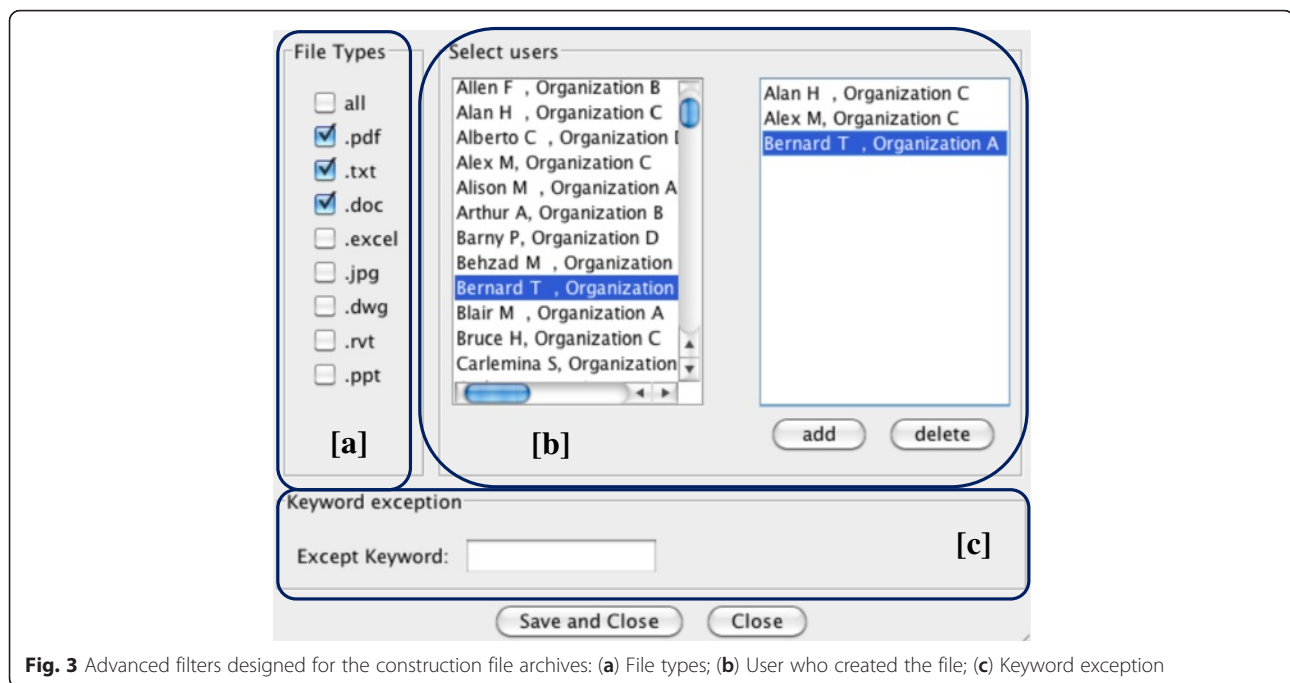 File Types
all
.pdf
.txt
.doc
.excel
.jpg
.dwg
.rvt
.ppt
[a]
Select users
Allen F , Organization B
Alan H , Organization C
Alberto C , Organization
Alex M, Organization C
Alison M , Organization A
Arthur A, Organization B
Barny P, Organization D
Behzad M , Organization
Bernard T , Organization
Blair M , Organization A
Bruce H, Organization C
Carlemina S, Organization
[b]
Alan H , Organization C
Alex M, Organization C
Bernard T , Organization A
add delete
Keyword exception
Except Keyword:
[c]
Save and Close Close
Fig. 3 Advanced filters designed for the construction file archives: (a) File types; (b) User who created the file; (c) Keyword exception